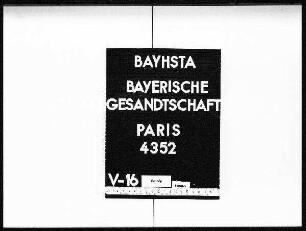 BAYHSTA
BAYERISCHE
GESANDTSCHAFT
PARIS
4352
V-16